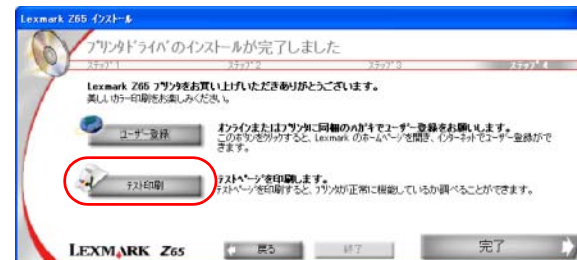 Lexmark Z65 インストール
プリンタドライバのインストールが完了しました
ステップ 1 ステップ 2 ステップ 3 ステップ 4
Lexmark Z65 プリンタをお買い上げいただきありがとうございます。
美しいカラー印刷をお楽しみください。
ユーザー登録
オンラインまたはプリンタに同梱のハガキでユーザー登録をお願いします。
このボタンをクリックすると、Lexmark のホームページを開き、インターネットでユーザー登録がで
きます。
テスト印刷
テストページを印刷します。
テストページを印刷すると、プリンタが正常に機能しているか調べることができます。
LEXMARK Z65 戻る 終了 完了